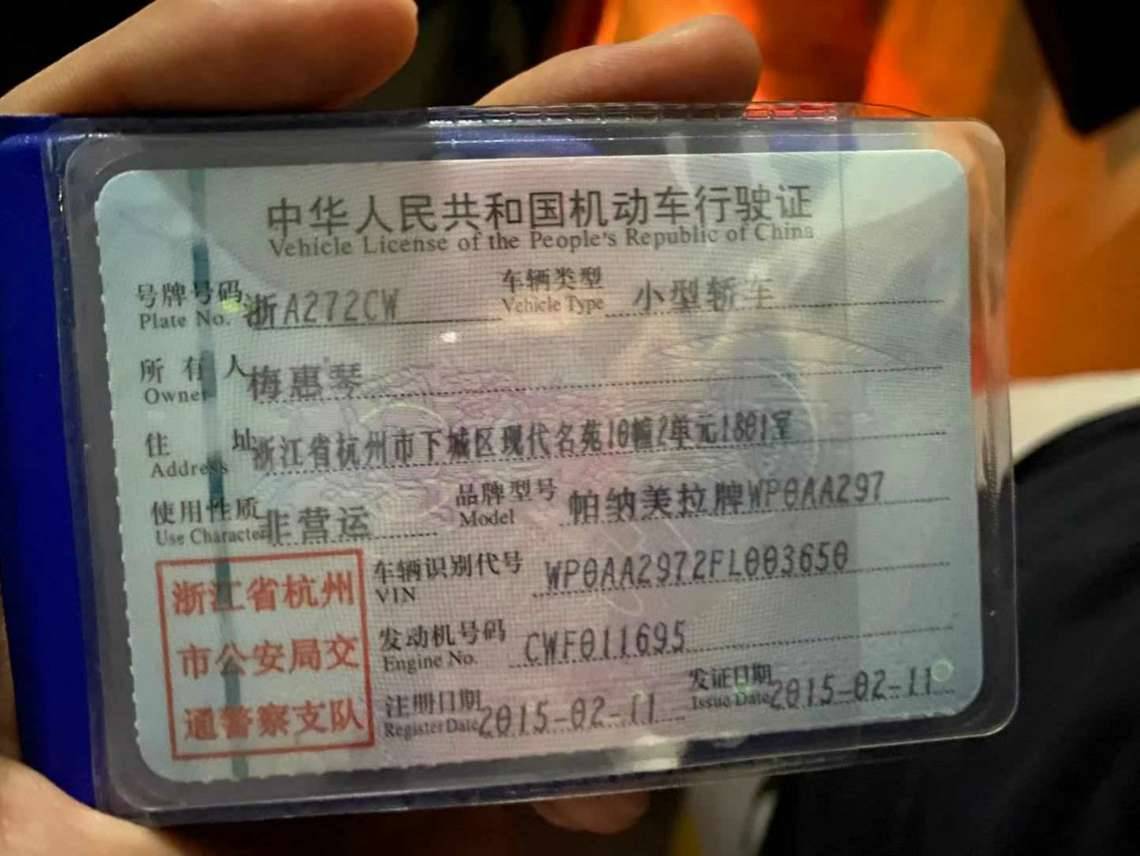 中华人民共和国机动车行驶证
Vehicle License of the People's Republic of China
号牌号码 浙A272CW 车辆类型 小型轿车
Plate No. Vehicle Type
所有人 梅惠琴
Owner
住址 浙江省杭州市下城区现代名苑10幢2单元1801室
Address
使用性质 非营运 品牌型号 帕纳美拉牌WP0AA297
Use Character Model
浙江省杭州
市公安局交
通警察支队
车辆识别代号 WP0AA2972FL003650
VIN
发动机号码 CWF011695
Engine No.
注册日期 2015-02-11 发证日期 2015-02-11
Register Date Issue Date